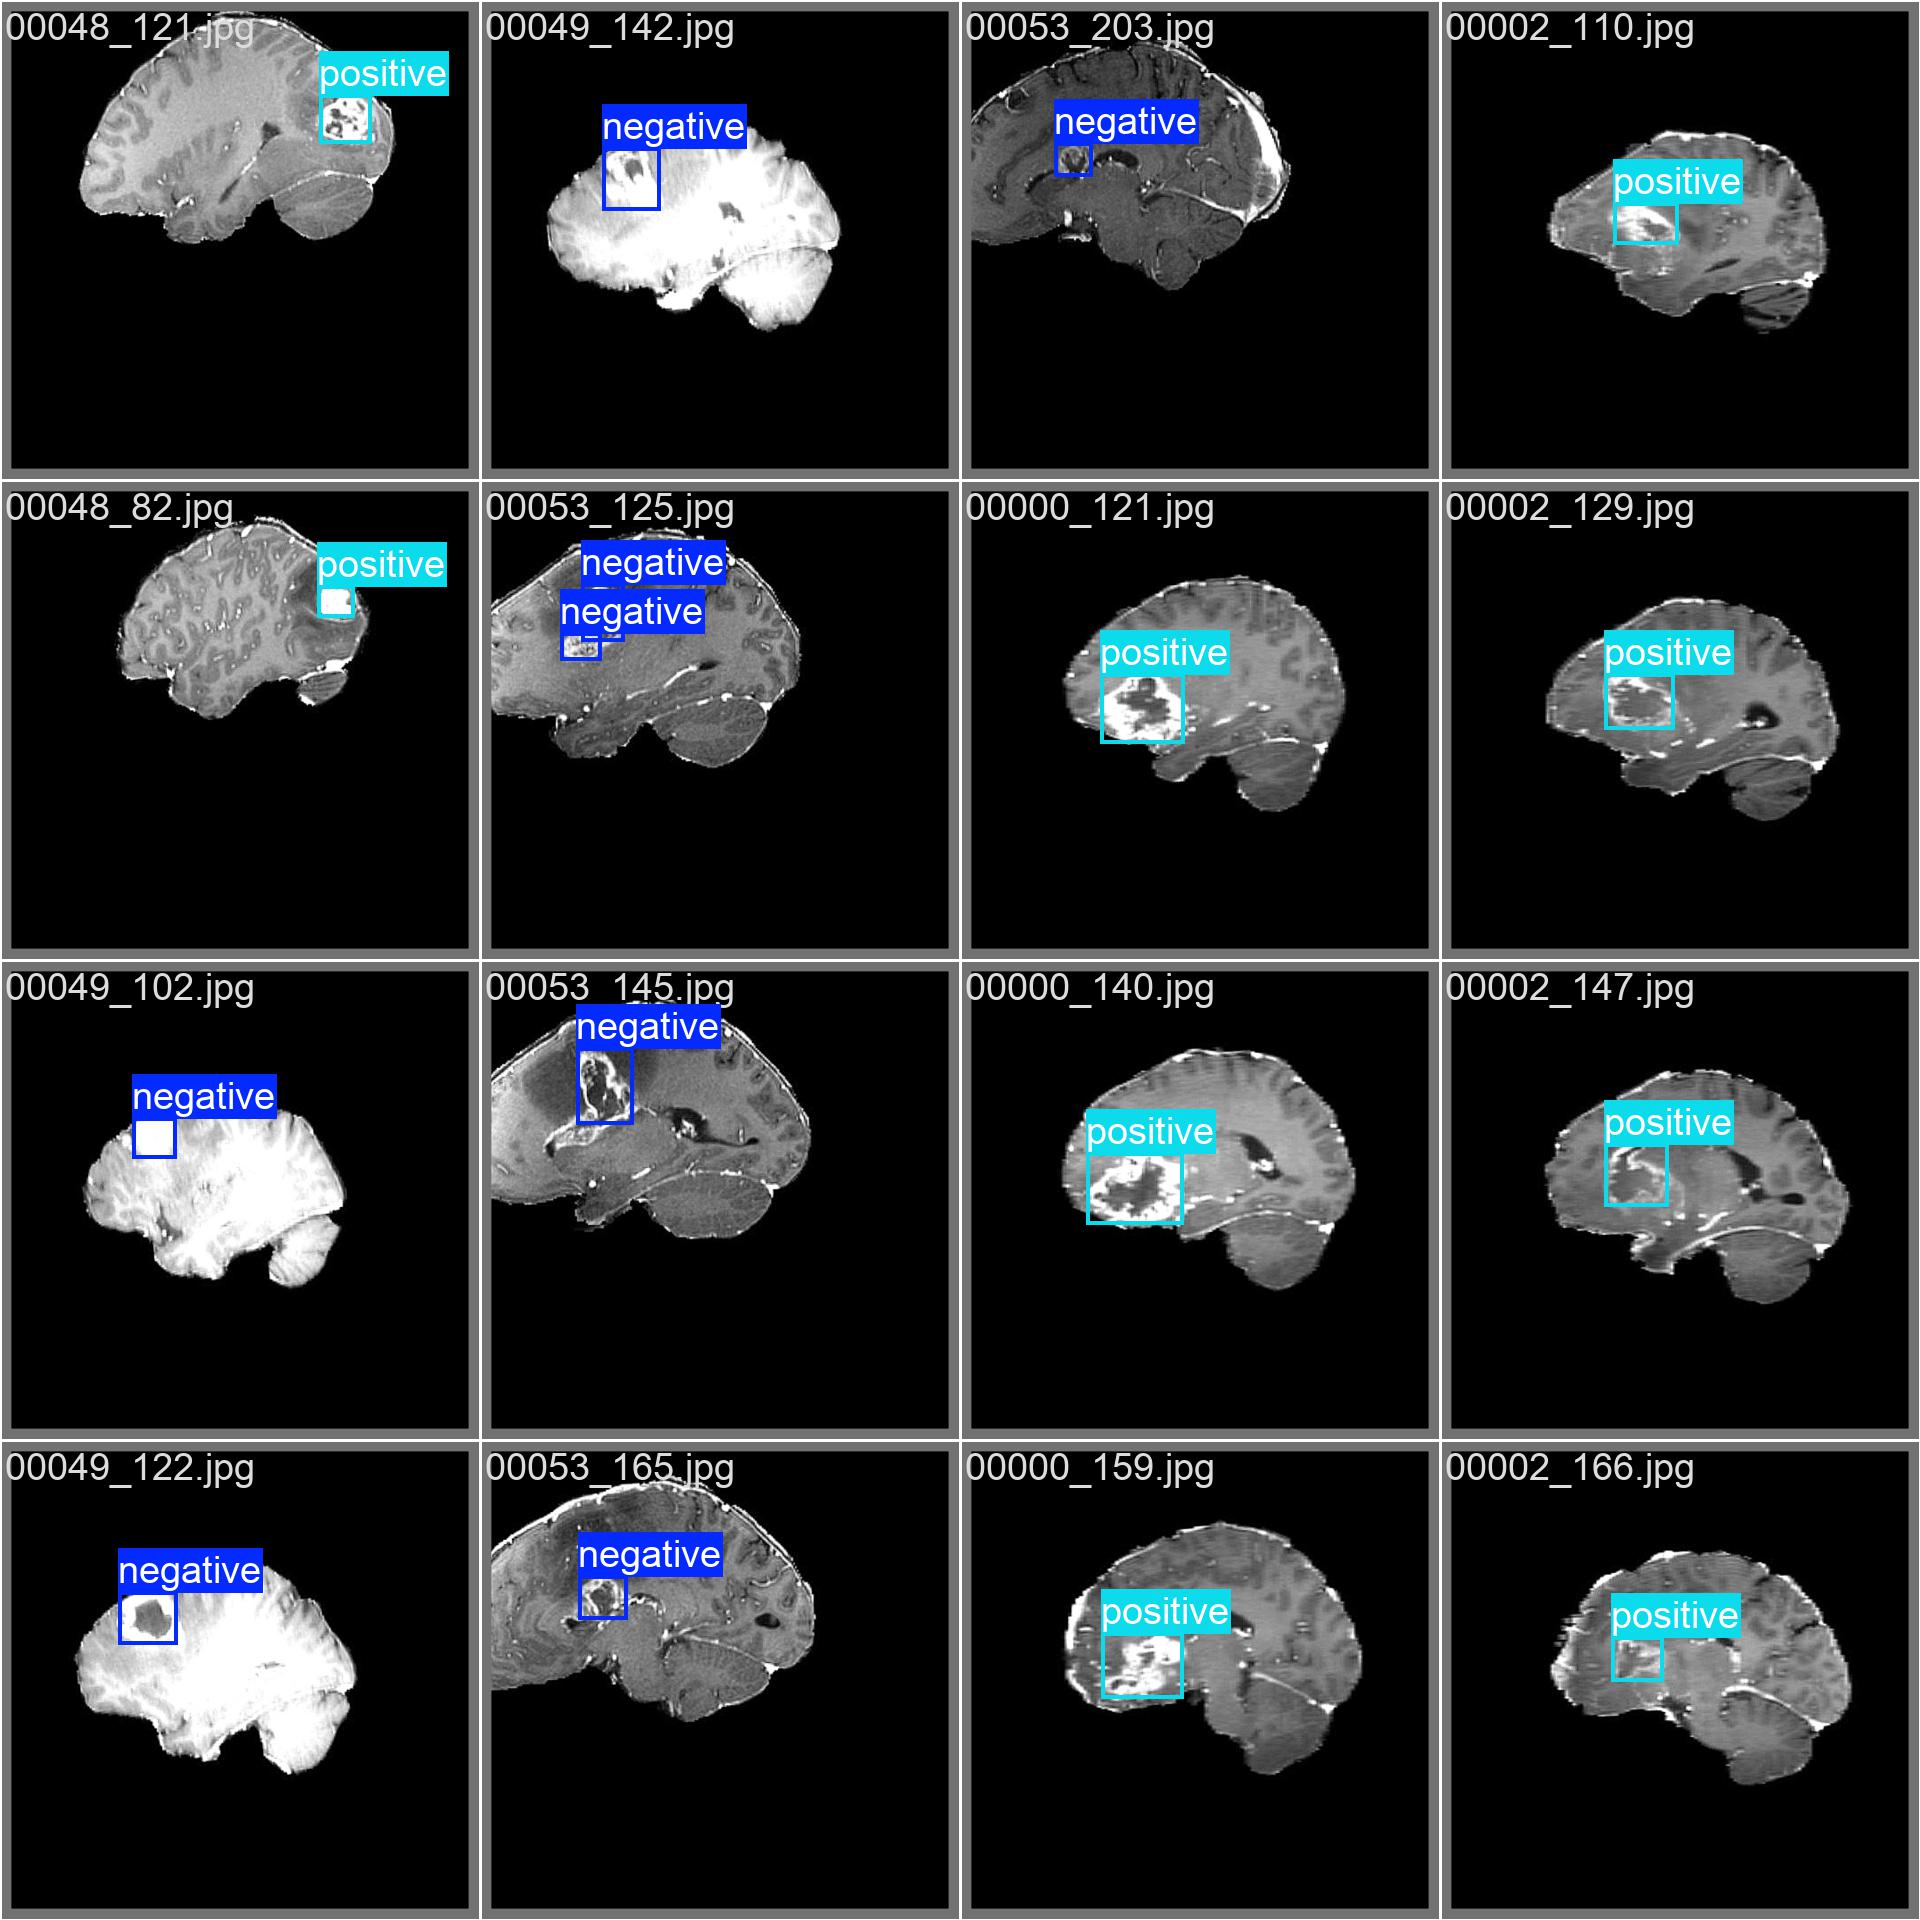 00048_121.jpg
positive
00049_142.jpg
negative
00053_203.jpg
negative
00002_110.jpg
positive
00048_82.jpg
positive
00053_125.jpg
negative
negative
00000_121.jpg
positive
00002_129.jpg
positive
00049_102.jpg
negative
00053_145.jpg
negative
00000_140.jpg
positive
00002_147.jpg
positive
00049_122.jpg
negative
00053_165.jpg
negative
00000_159.jpg
positive
00002_166.jpg
positive